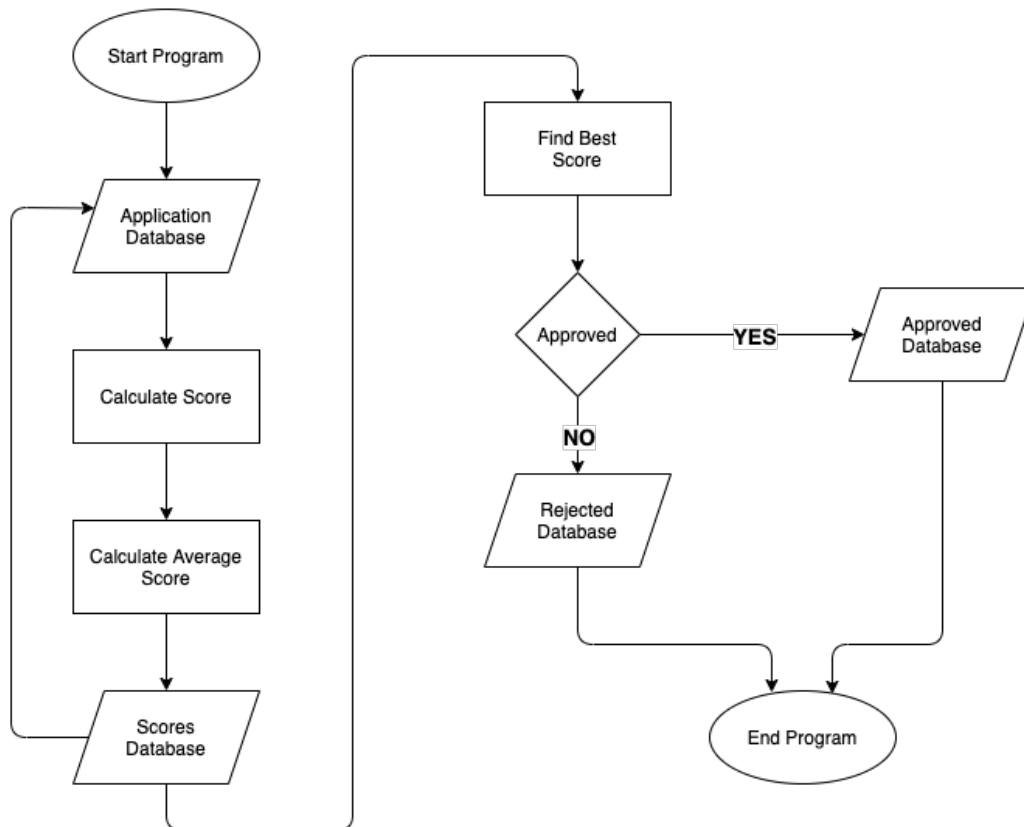 Start Program
Application
Database
Calculate Score
Calculate Average
Score
Scores
Database
Find Best
Score
Approved
YES
Approved
Database
NO
Rejected
Database
End Program